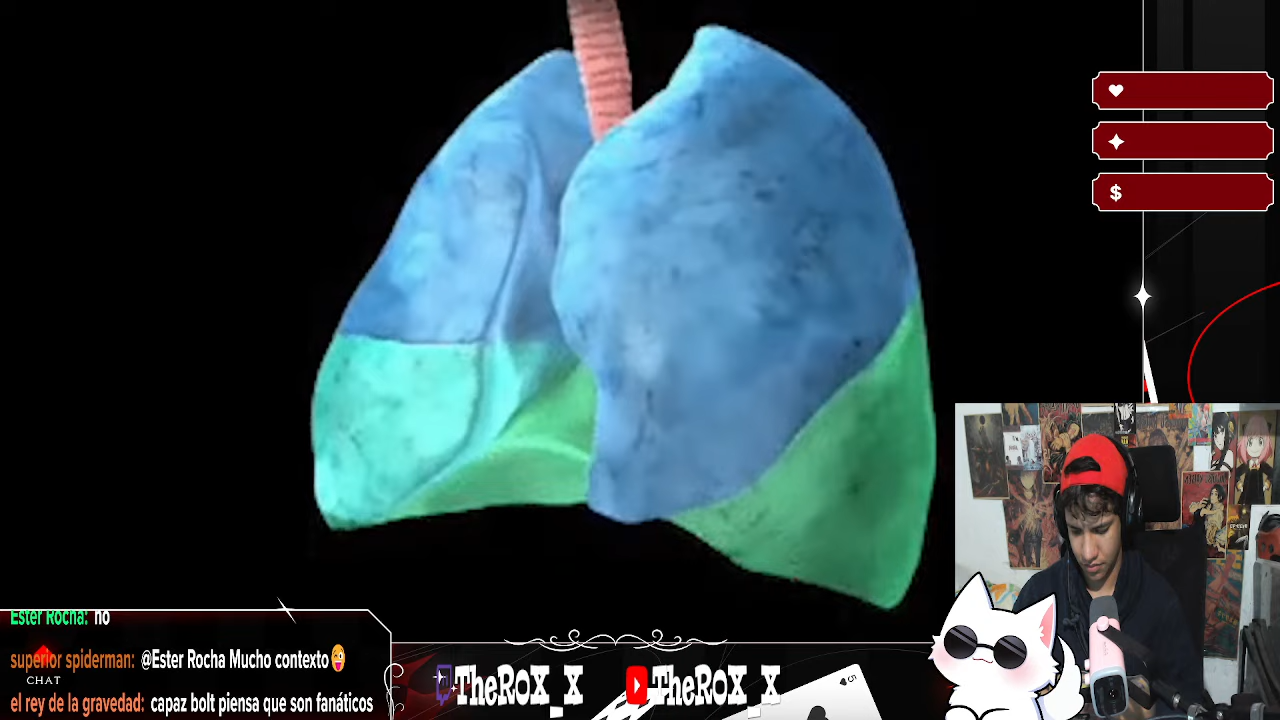 Ester Rocha: no
superior spiderman: @Ester Rocha Mucho contexto😜
CHAT
el rey de la gravedad: capaz bolt piensa que son fanáticos
TheROX_X
TheROX_X
$
5